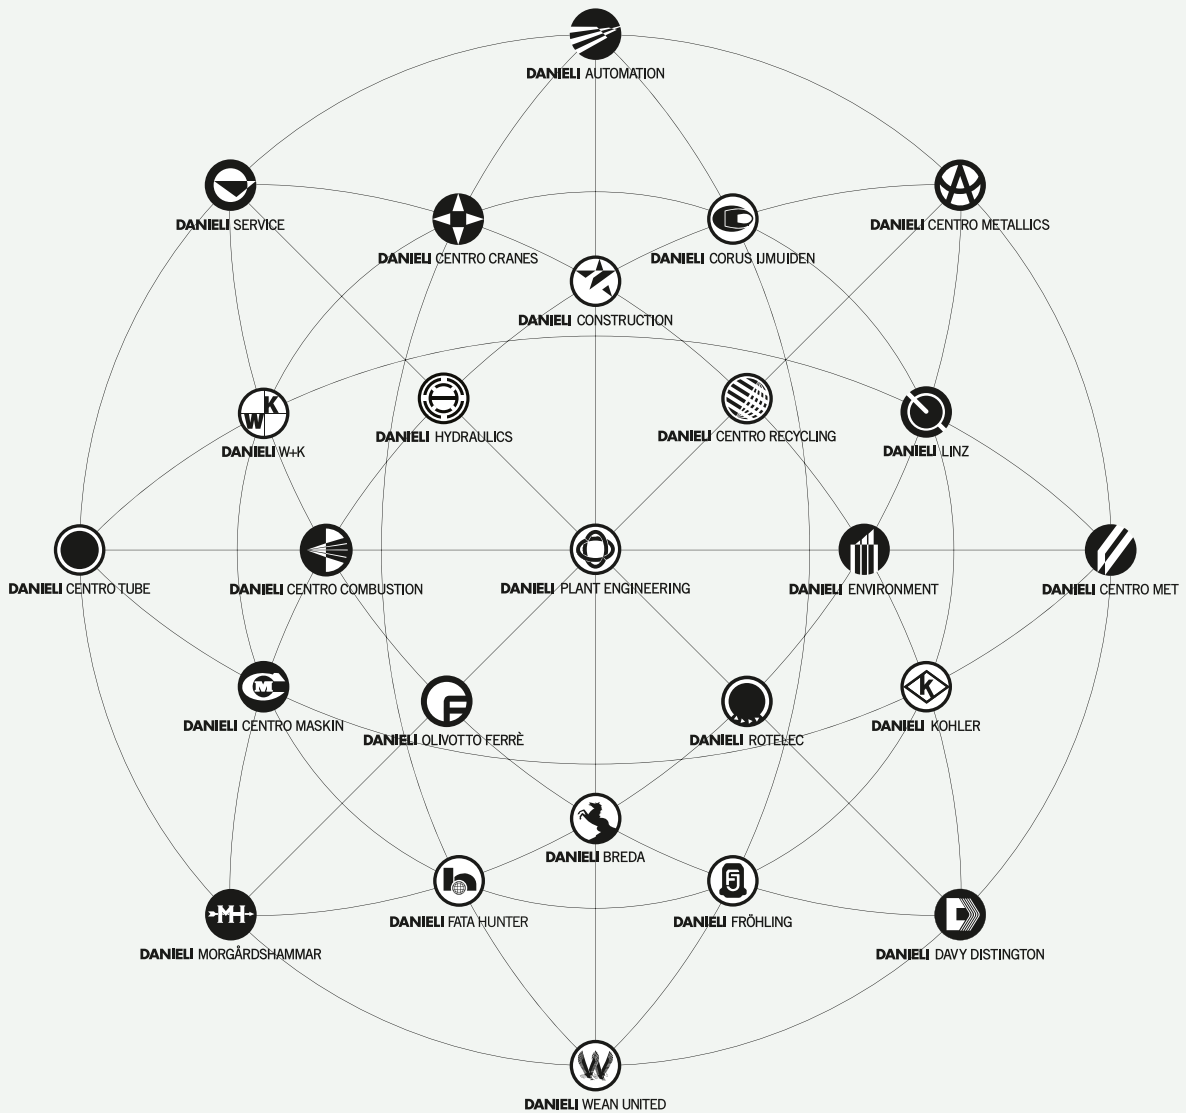 DANIELI AUTOMATION
DANIELI SERVICE
DANIELI CENTRO METALLICS
DANIELI CENTRO CRANES
DANIELI CORUS IJMUIDEN
DANIELI CONSTRUCTION
W K
DANIELI W+K
DANIELI HYDRAULICS
DANIELI CENTRO RECYCLING
DANIELI LINZ
DANIELI CENTRO TUBE
DANIELI CENTRO COMBUSTION
DANIELI PLANT ENGINEERING
DANIELI ENVIRONMENT
DANIELI CENTRO MET
CM
K
DANIELI CENTRO MASKIN
DANIELI OLIVOTTO FERRÈ
DANIELI ROTELEC
DANIELI KOHLER
DANIELI BREDA
DANIELI FATA HUNTER
DANIELI FRÖHLING
MH
DANIELI MORGÅRDSHAMMAR
DANIELI DAVY DISTINGTON
W
DANIELI WEAN UNITED